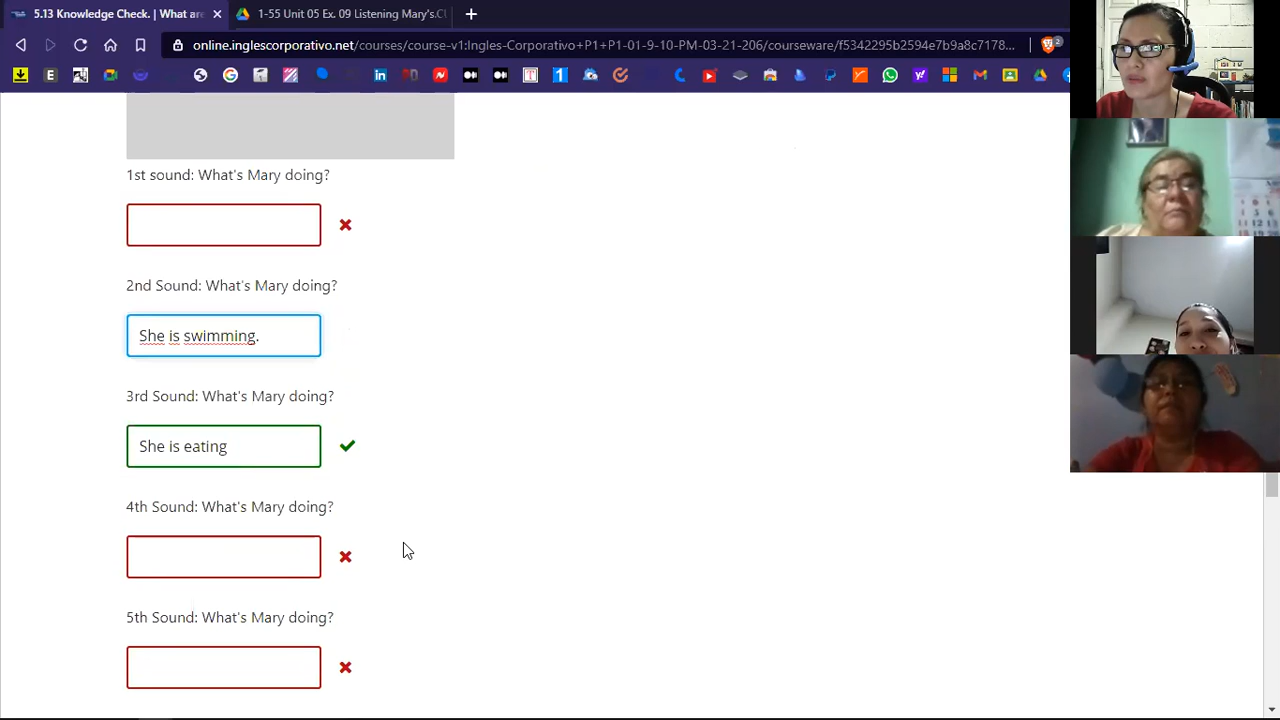 5.13 Knowledge Check. | What are
1-55 Unit 05 Ex. 09 Listening Mary's.C
online.inglescorporativo.
urses/course-v1:Ingles-Corporativo+P1+P1-01-9-10-PM-03-21-206/courseware/f5342295b2594e7b9a8c7178...
1st sound: What's Mary doing?
2nd Sound: What's Mary doing?
She is swimming.
3rd Sound: What's Mary doing?
She is eating
4th Sound: What's Mary doing?
5th Sound: What's Mary doing?